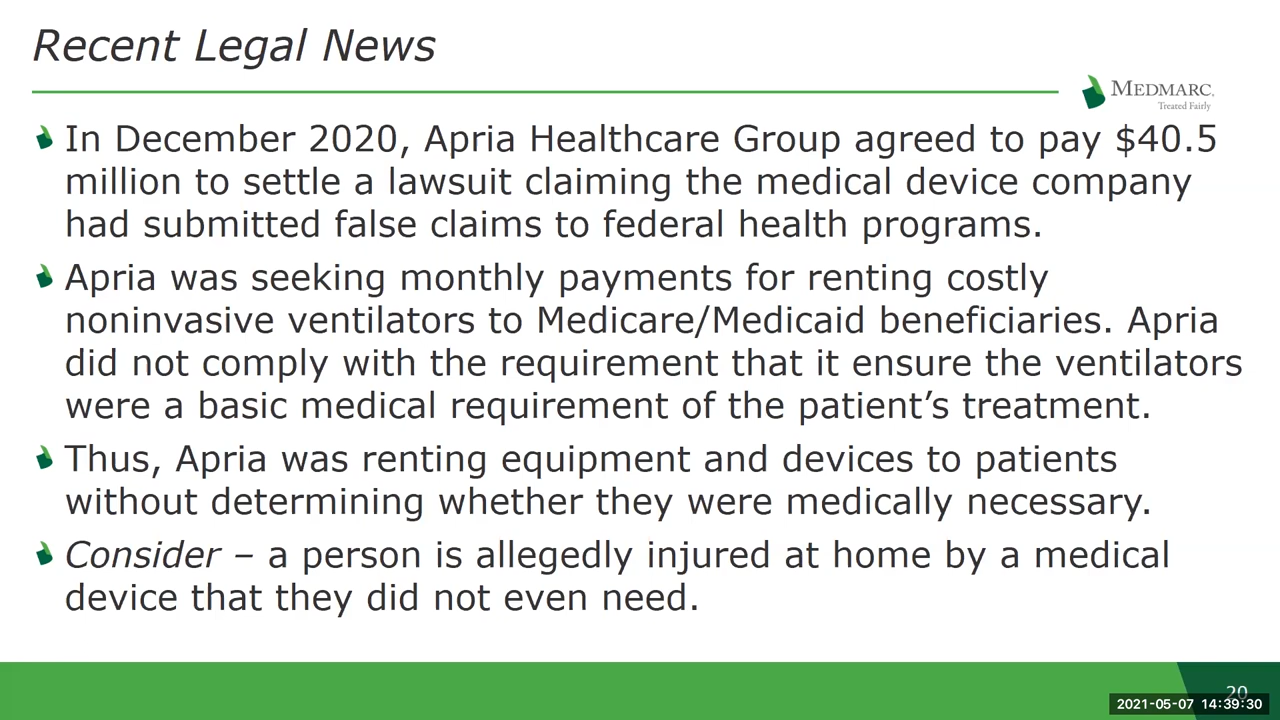 Recent Legal News
MEDMARC.
Treated Fairly
In December 2020, Apria Healthcare Group agreed to pay $40.5
million to settle a lawsuit claiming the medical device company
had submitted false claims to federal health programs.
Apria was seeking monthly payments for renting costly
noninvasive ventilators to Medicare/Medicaid beneficiaries. Apria
did not comply with the requirement that it ensure the ventilators
were a basic medical requirement of the patient’s treatment.
Thus, Apria was renting equipment and devices to patients
without determining whether they were medically necessary.
Consider – a person is allegedly injured at home by a medical
device that they did not even need.
20
2021-05-07 14:39:30